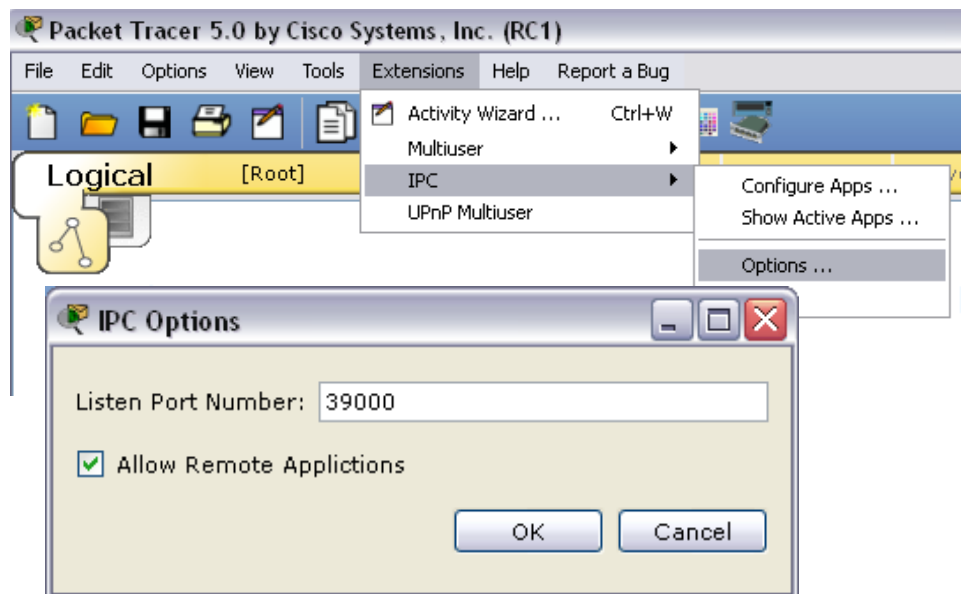 Packet Tracer 5.0 by Cisco Systems, Inc. (RC1)
File Edit Options View Tools Extensions Help Report a Bug
Activity Wizard ... Ctrl+W
Multiuser
IPC
UPnP Multiuser
Logical [Root]
Configure Apps ...
Show Active Apps ...
Options ...
IPC Options
Listen Port Number: 39000
Allow Remote Applictions
OK Cancel